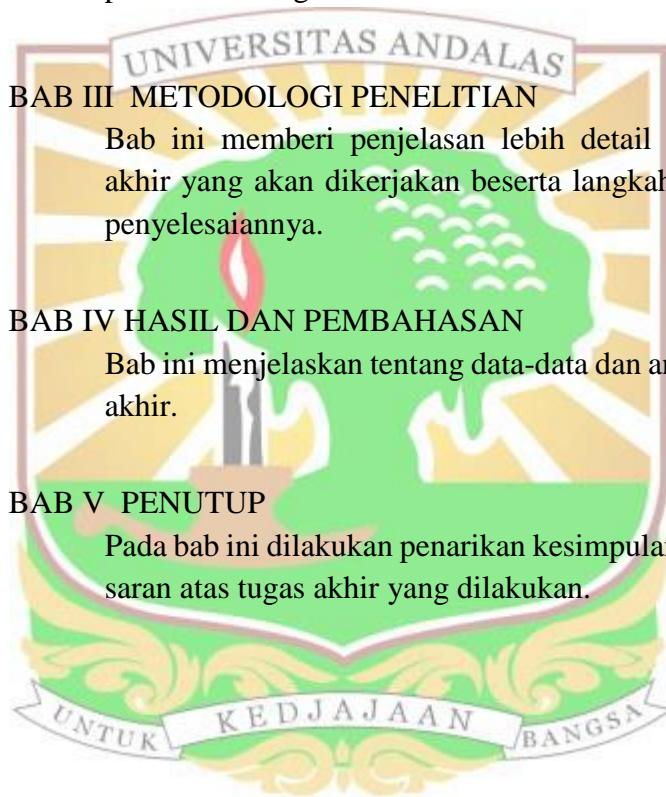 UNIVERSITAS ANDALAS
BAB III METODOLOGI PENELITIAN
Bab ini memberi penjelasan lebih detail
akhir yang akan dikerjakan beserta langkah
penyelesaiannya.
BAB IV HASIL DAN PEMBAHASAN
Bab ini menjelaskan tentang data-data dan
akhir.
BAB V PENUTUP
Pada bab ini dilakukan penarikan kesimpulan
saran atas tugas akhir yang dilakukan.
UNTUK KEDJAJAAN BANGSA